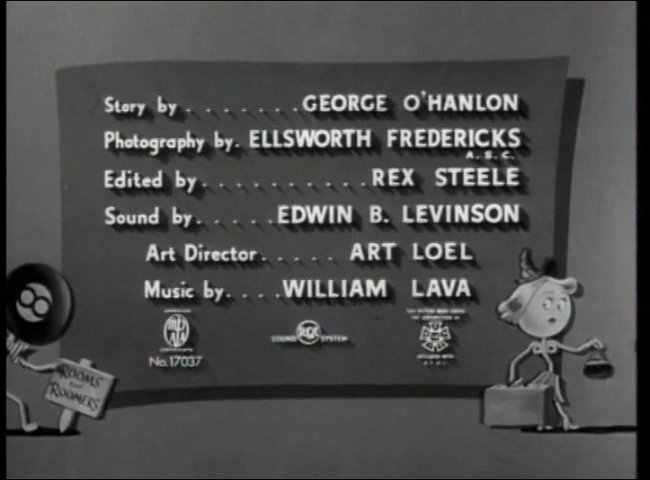 Story by . . . . . . . GEORGE O'HANLON
Photography by. ELLSWORTH FREDERICKS
A.S.C.
Edited by. . . . . . . . . . REX STEELE
Sound by. . . . . EDWIN B. LEVINSON
Art Director. . . . . ART LOEL
Music by. . . . WILLIAM LAVA
No. 17037
RCA
SOUND SYSTEM
ROOMS
for
ROOMERS